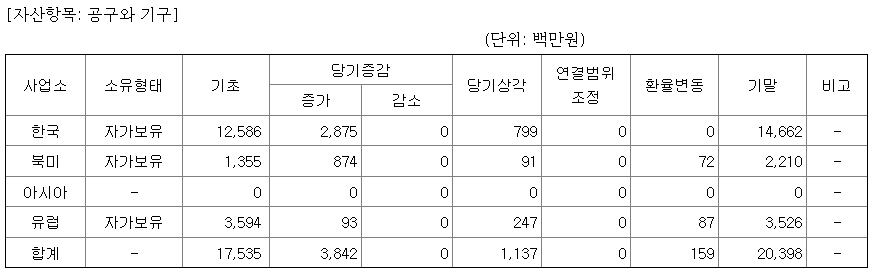 [자산항목: 공구와 기구]
(단위: 백만원)
사업소 소유형태 기초 당기증감 당기상각 연결범위 조정 환율변동 기말 비고
증가 감소
한국 자가보유 12,586 2,875 0 799 0 0 14,662 –
북미 자가보유 1,355 874 0 91 0 72 2,210 –
아시아 – 0 0 0 0 0 0 0 –
유럽 자가보유 3,594 93 0 247 0 87 3,526 –
합계 – 17,535 3,842 0 1,137 0 159 20,398 –